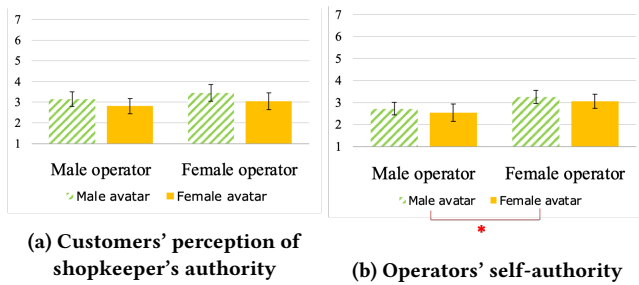 7
6
5
4
3
2
1
Male operator Female operator
Male avatar Female avatar
(a) Customers' perception of
shopkeeper's authority
7
6
5
4
3
2
1
Male operator Female operator
Male avatar Female avatar
*
(b) Operators' self-authority